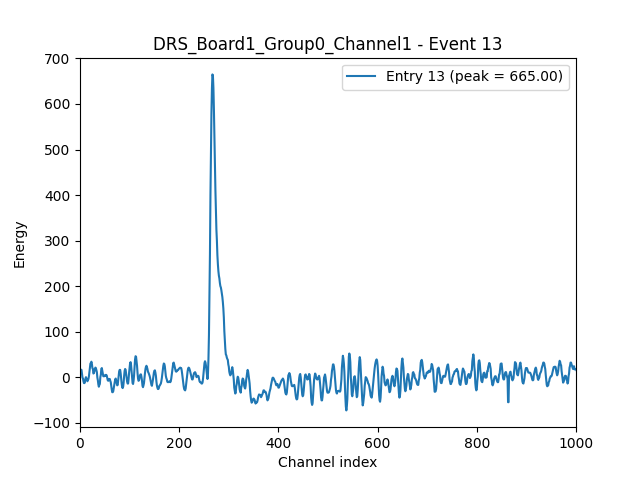 DRS_Board1_Group0_Channel1 - Event 13
Entry 13 (peak = 665.00)
Energy
700
600
500
400
300
200
100
0
−100
0 200 400 600 800 1000
Channel index